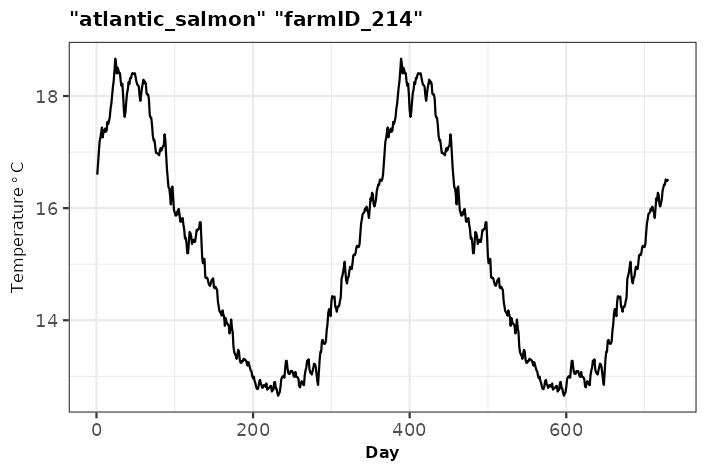 "atlantic_salmon" "farmID_214"
Temperature ° C
18
16
14
0 200 400 600
Day